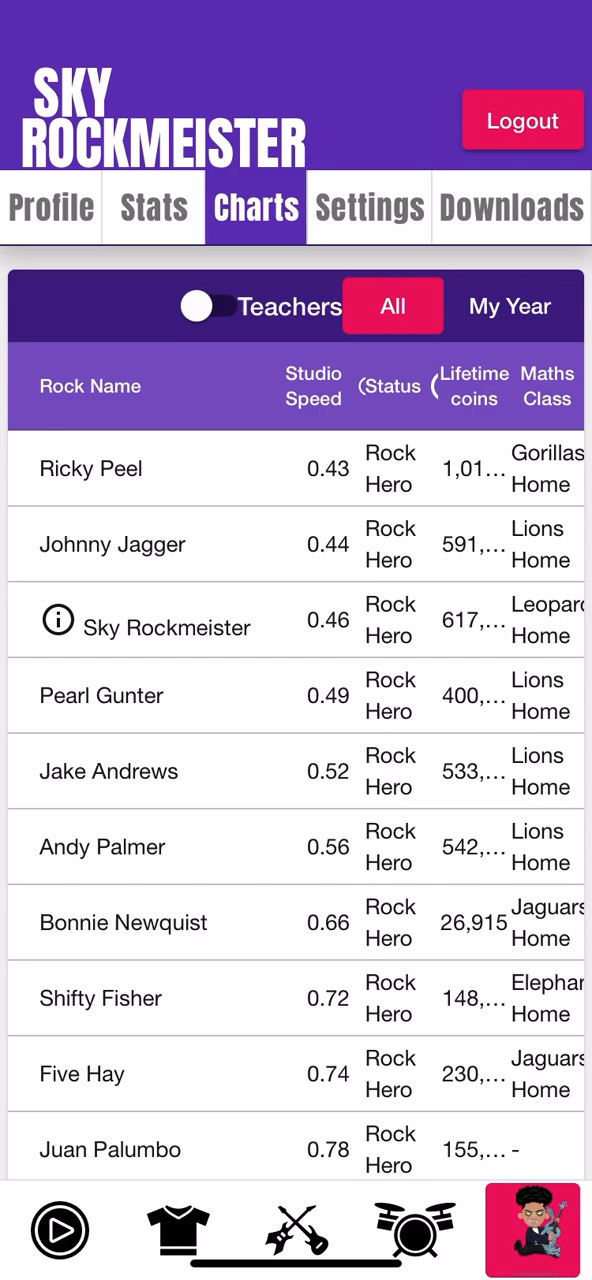 SKY
ROCKMEISTER
Logout
Profile Stats Charts Settings Downloads
Teachers All My Year
Rock Name Studio Speed (Status ( Lifetime coins Maths Class
Ricky Peel 0.43 Rock Hero 1,01... Gorillas Home
Johnny Jagger 0.44 Rock Hero 591,... Lions Home
Sky Rockmeister 0.46 Rock Hero 617,... Leopard Home
Pearl Gunter 0.49 Rock Hero 400,... Lions Home
Jake Andrews 0.52 Rock Hero 533,... Lions Home
Andy Palmer 0.56 Rock Hero 542,... Lions Home
Bonnie Newquist 0.66 Rock Hero 26,915 Jaguars Home
Shifty Fisher 0.72 Rock Hero 148,... Elephan Home
Five Hay 0.74 Rock Hero 230,... Jaguars Home
Juan Palumbo 0.78 Rock Hero 155,... -